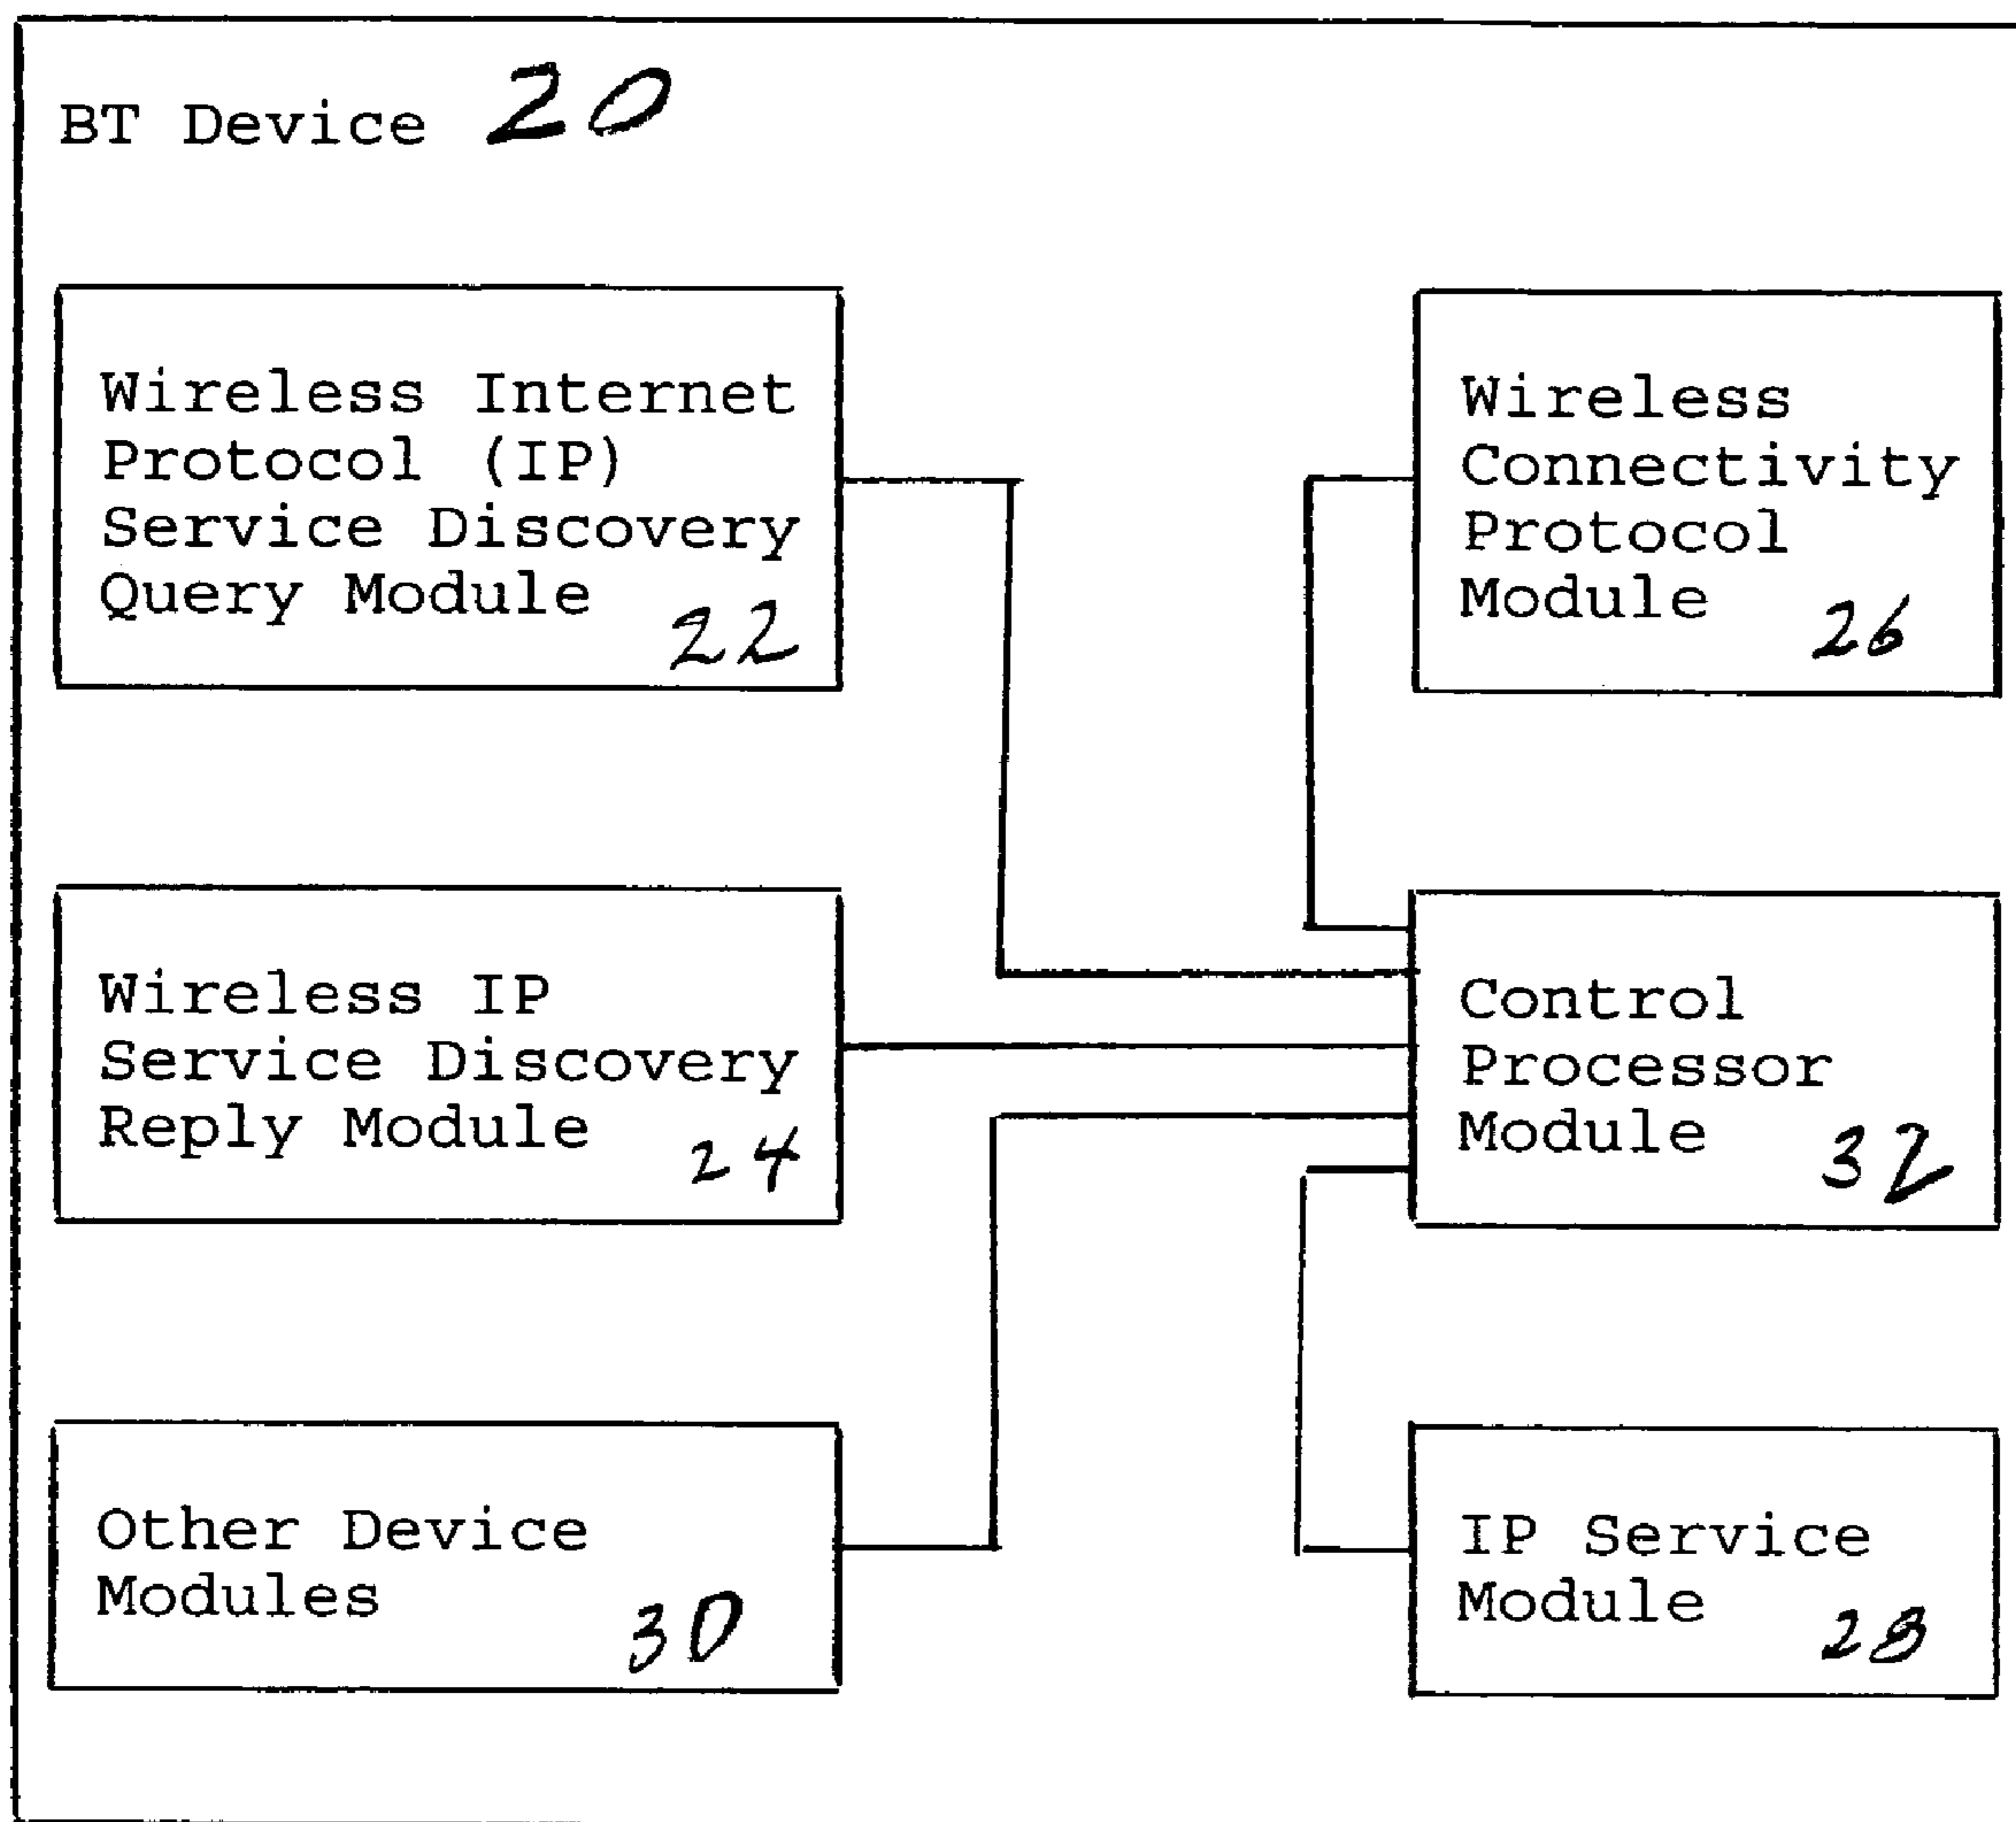 BT Device 20
Wireless Internet
Protocol (IP)
Service Discovery
Query Module 22
Wireless
Connectivity
Protocol
Module 26
Wireless IP
Service Discovery
Reply Module 24
Control
Processor
Module 32
Other Device
Modules 30
IP Service
Module 28